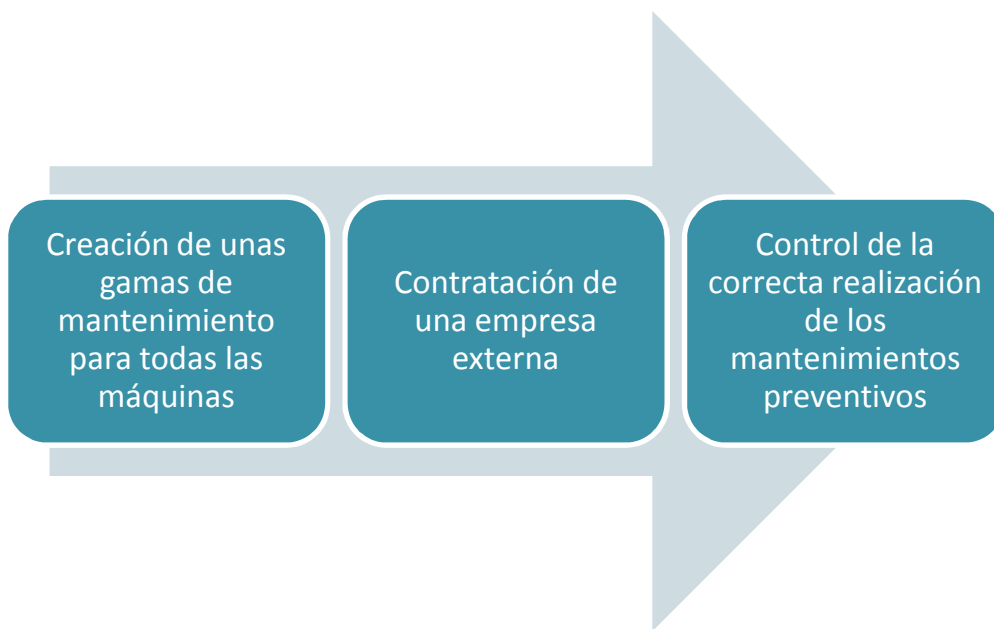 Creación de unas
gamas de
mantenimiento
para todas las
máquinas
Contratación de
una empresa
externa
Control de la
correcta realización
de los
mantenimientos
preventivos